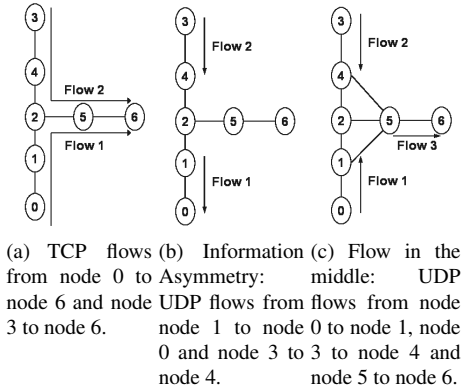 3
4
Flow 2
2
5
6
Flow 1
1
0
3
Flow 2
4
2
5
6
1
Flow 1
0
3
Flow 2
4
2
5
6
Flow 3
1
Flow 1
0
(a) TCP flows
from node 0 to
node 6 and node
3 to node 6.
(b) Information
Asymmetry:
UDP flows from
node 1 to node
0 and node 3 to
node 4.
(c) Flow in the
middle: UDP
flows from node
0 to node 1, node
3 to node 4 and
node 5 to node 6.